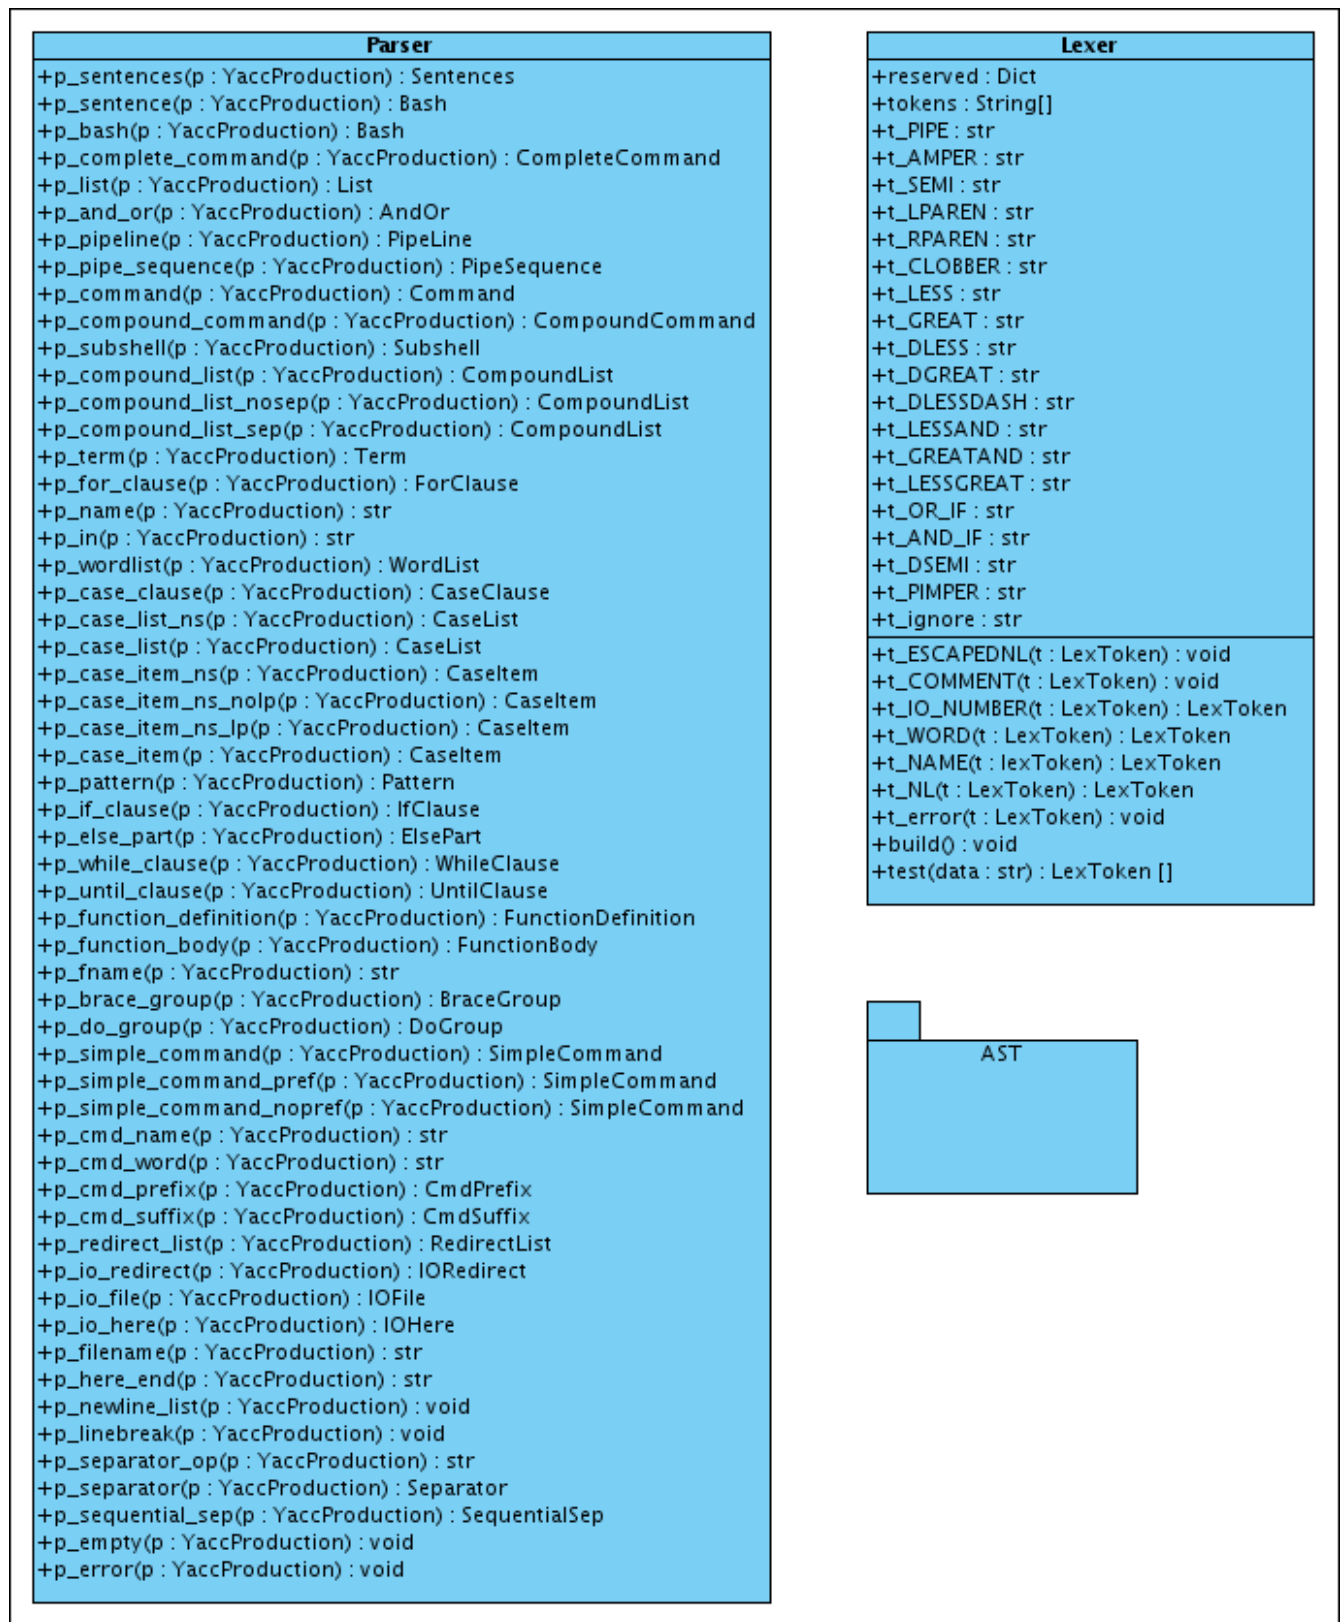 Parser
+p_sentences(p : YaccProduction) : Sentences
+p_sentence(p : YaccProduction) : Bash
+p_bash(p : YaccProduction) : Bash
+p_complete_command(p : YaccProduction) : CompleteCommand
+p_list(p : YaccProduction) : List
+p_and_or(p : YaccProduction) : AndOr
+p_pipeline(p : YaccProduction) : PipeLine
+p_pipe_sequence(p : YaccProduction) : PipeSequence
+p_command(p : YaccProduction) : Command
+p_compound_command(p : YaccProduction) : CompoundCommand
+p_subshell(p : YaccProduction) : Subshell
+p_compound_list(p : YaccProduction) : CompoundList
+p_compound_list_nosep(p : YaccProduction) : CompoundList
+p_compound_list_sep(p : YaccProduction) : CompoundList
+p_term(p : YaccProduction) : Term
+p_for_clause(p : YaccProduction) : ForClause
+p_name(p : YaccProduction) : str
+p_in(p : YaccProduction) : str
+p_wordlist(p : YaccProduction) : WordList
+p_case_clause(p : YaccProduction) : CaseClause
+p_case_list_ns(p : YaccProduction) : CaseList
+p_case_list(p : YaccProduction) : CaseList
+p_case_item_ns(p : YaccProduction) : CaseItem
+p_case_item_ns_nolp(p : YaccProduction) : CaseItem
+p_case_item_ns_lp(p : YaccProduction) : CaseItem
+p_case_item(p : YaccProduction) : CaseItem
+p_pattern(p : YaccProduction) : Pattern
+p_if_clause(p : YaccProduction) : IfClause
+p_else_part(p : YaccProduction) : ElsePart
+p_while_clause(p : YaccProduction) : WhileClause
+p_until_clause(p : YaccProduction) : UntilClause
+p_function_definition(p : YaccProduction) : FunctionDefinition
+p_function_body(p : YaccProduction) : FunctionBody
+p_fname(p : YaccProduction) : str
+p_brace_group(p : YaccProduction) : BraceGroup
+p_do_group(p : YaccProduction) : DoGroup
+p_simple_command(p : YaccProduction) : SimpleCommand
+p_simple_command_pref(p : YaccProduction) : SimpleCommand
+p_simple_command_nopref(p : YaccProduction) : SimpleCommand
+p_cmd_name(p : YaccProduction) : str
+p_cmd_word(p : YaccProduction) : str
+p_cmd_prefix(p : YaccProduction) : CmdPrefix
+p_cmd_suffix(p : YaccProduction) : CmdSuffix
+p_redirect_list(p : YaccProduction) : RedirectList
+p_io_redirect(p : YaccProduction) : IORedirect
+p_io_file(p : YaccProduction) : IOFile
+p_io_here(p : YaccProduction) : IOHere
+p_filename(p : YaccProduction) : str
+p_here_end(p : YaccProduction) : str
+p_newline_list(p : YaccProduction) : void
+p_linebreak(p : YaccProduction) : void
+p_separator_op(p : YaccProduction) : str
+p_separator(p : YaccProduction) : Separator
+p_sequential_sep(p : YaccProduction) : SequentialSep
+p_empty(p : YaccProduction) : void
+p_error(p : YaccProduction) : void
Lexer
+reserved : Dict
+tokens : String[]
+t_PIPE : str
+t_AMPER : str
+t_SEMI : str
+t_LPAREN : str
+t_RPAREN : str
+t_CLOBBER : str
+t_LESS : str
+t_GREAT : str
+t_DLESS : str
+t_DGREAT : str
+t_DLESSDASH : str
+t_LESSAND : str
+t_GREATAND : str
+t_LESSGREAT : str
+t_OR_IF : str
+t_AND_IF : str
+t_DSEMI : str
+t_PIMPER : str
+t_ignore : str
+t_ESCAPEDNL(t : LexToken) : void
+t_COMMENT(t : LexToken) : void
+t_IO_NUMBER(t : LexToken) : LexToken
+t_WORD(t : LexToken) : LexToken
+t_NAME(t : lexToken) : LexToken
+t_NL(t : LexToken) : LexToken
+t_error(t : LexToken) : void
+build() : void
+test(data : str) : LexToken []
AST